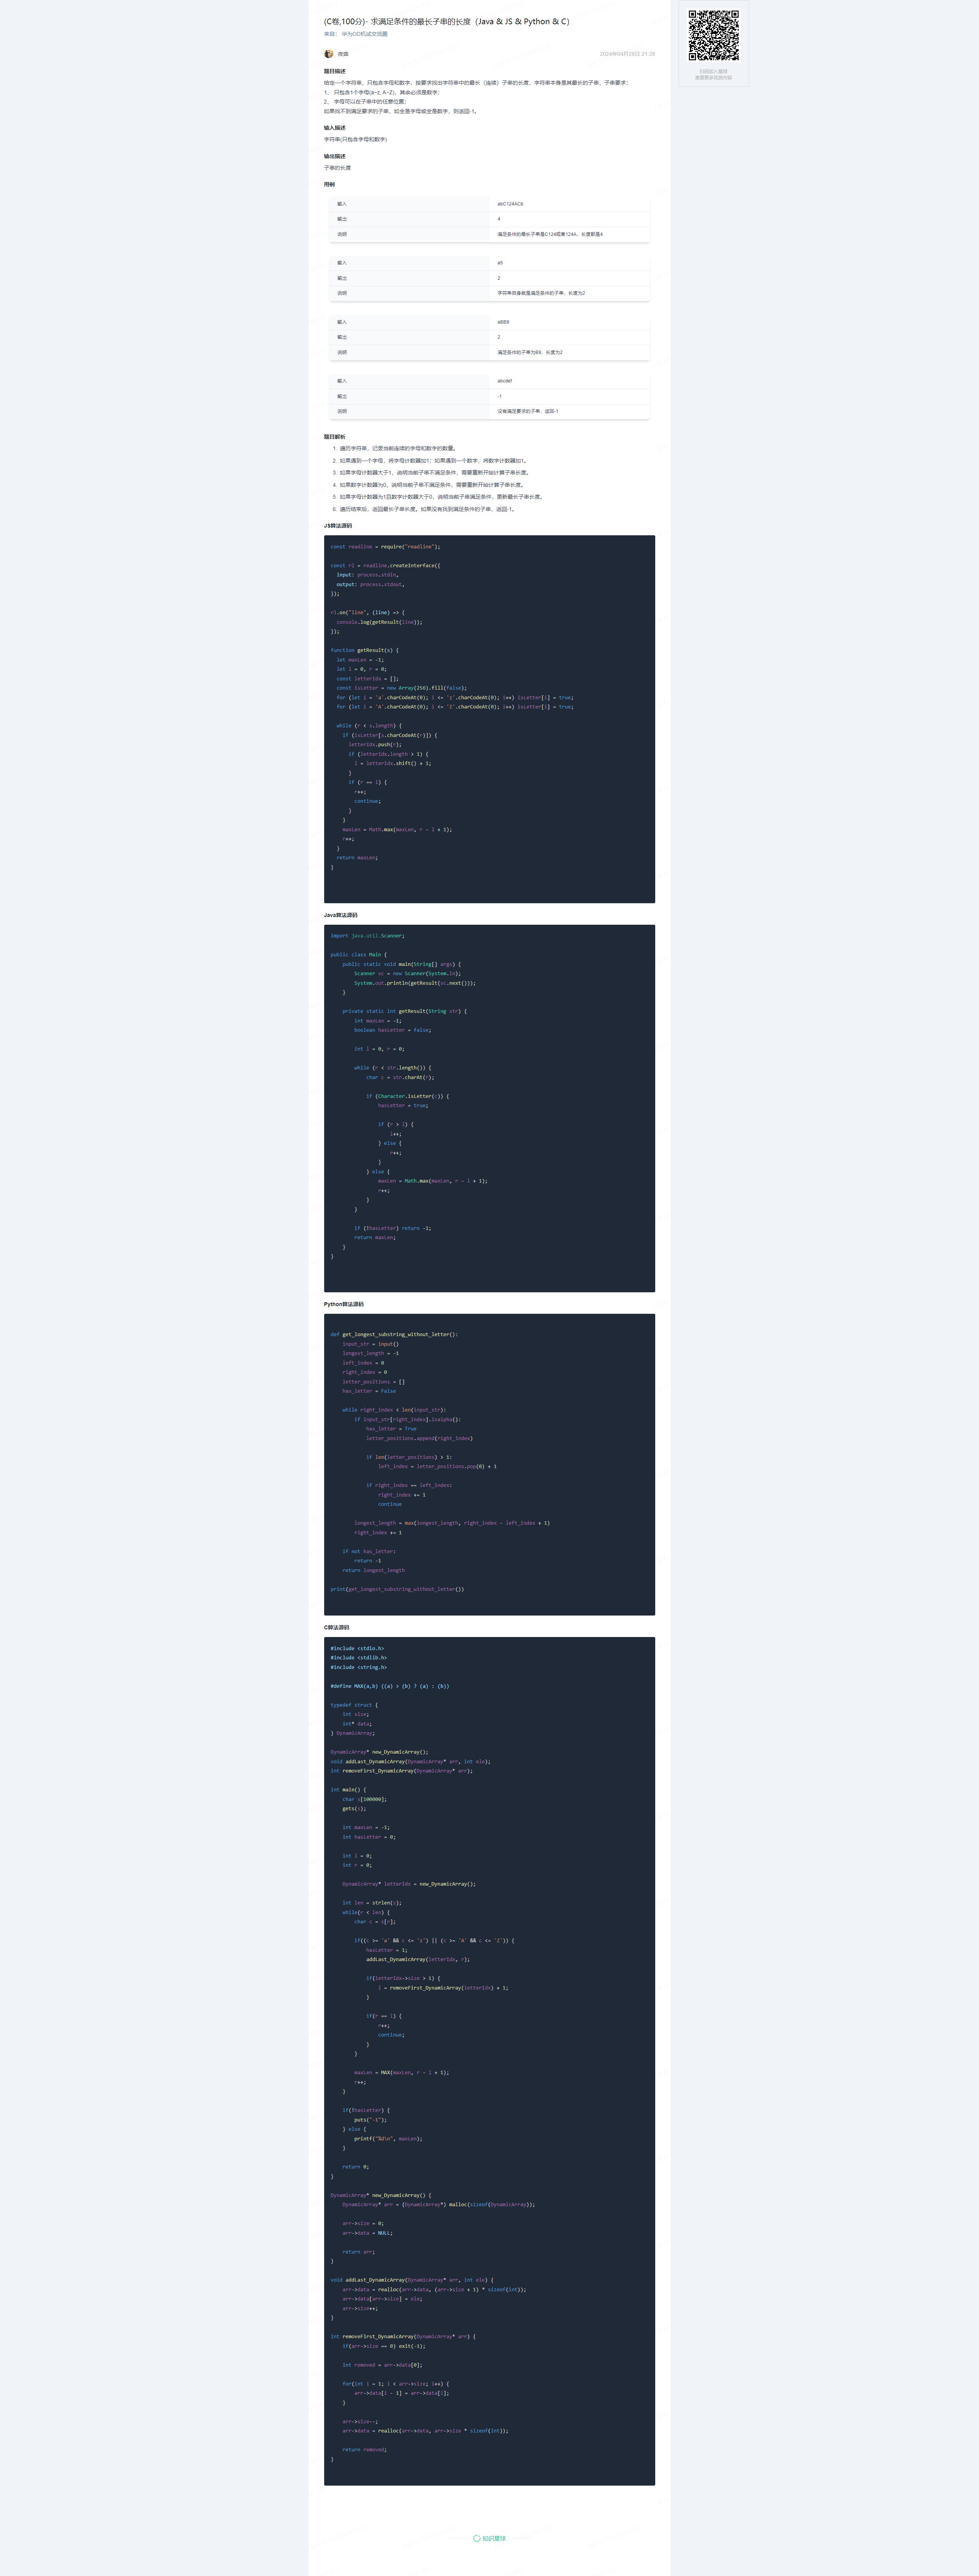 (C卷,100分)- 求满足条件的最长子串的长度（Java & JS & Python & C）
来自： 华为OD机试交流圈
2024年04月28日 21:28
扫码加入星球
查看更多优质内容
题目描述
给定一个字符串，只包含字母和数字，按要求找出字符串中的最长（连续）子串的长度，字符串本身是其最长的子串，子串要求：
1、 只包含1个字母(a~z, A~Z)，其余必须是数字；
2、 字母可以在子串中的任意位置；
如果找不到满足要求的子串，如全是字母或全是数字，则返回-1。
输入描述
字符串(只包含字母和数字)
输出描述
子串的长度
用例
输入 abC124ACb
输出 4
说明 满足条件的最长子串是C124或者124A，长度都是4
输入 a5
输出 2
说明 字符串自身就是满足条件的子串，长度为2
输入 aBB9
输出 2
说明 满足条件的子串为B9，长度为2
输入 abcdef
输出 -1
说明 没有满足要求的子串，返回-1
题目解析
1. 遍历字符串，记录当前连续的字母和数字的数量。
2. 如果遇到一个字母，将字母计数器加1；如果遇到一个数字，将数字计数器加1。
3. 如果字母计数器大于1，说明当前子串不满足条件，需要重新开始计算子串长度。
4. 如果数字计数器为0，说明当前子串不满足条件，需要重新开始计算子串长度。
5. 如果字母计数器为1且数字计数器大于0，说明当前子串满足条件，更新最长子串长度。
6. 遍历结束后，返回最长子串长度。如果没有找到满足条件的子串，返回-1。
JS算法源码
const readline = require("readline");
const rl = readline.createInterface({
input: process.stdin,
output: process.stdout,
});
rl.on("line", (line) => {
console.log(getResult(line));
});
function getResult(s) {
let maxLen = -1;
let l = 0, r = 0;
const letterIdx = [];
const isLetter = new Array(256).fill(false);
for (let i = 'a'.charCodeAt(0); i <= 'z'.charCodeAt(0); i++) isLetter[i] = true;
for (let i = 'A'.charCodeAt(0); i <= 'Z'.charCodeAt(0); i++) isLetter[i] = true;
while (r < s.length) {
if (isLetter[s.charCodeAt(r)]) {
letterIdx.push(r);
if (letterIdx.length > 1) {
l = letterIdx.shift() + 1;
}
if (r == l) {
r++;
continue;
}
}
maxLen = Math.max(maxLen, r - l + 1);
r++;
}
return maxLen;
}
Java算法源码
import java.util.Scanner;
public class Main {
public static void main(String[] args) {
Scanner sc = new Scanner(System.in);
System.out.println(getResult(sc.next()));
}
private static int getResult(String str) {
int maxLen = -1;
boolean hasLetter = false;
int l = 0, r = 0;
while (r < str.length()) {
char c = str.charAt(r);
if (Character.isLetter(c)) {
hasLetter = true;
if (r > l) {
l++;
} else {
r++;
}
} else {
maxLen = Math.max(maxLen, r - l + 1);
r++;
}
}
if (!hasLetter) return -1;
return maxLen;
}
}
Python算法源码
def get_longest_substring_without_letter():
input_str = input()
longest_length = -1
left_index = 0
right_index = 0
letter_positions = []
has_letter = False
while right_index < len(input_str):
if input_str[right_index].isalpha():
has_letter = True
letter_positions.append(right_index)
if len(letter_positions) > 1:
left_index = letter_positions.pop(0) + 1
if right_index == left_index:
right_index += 1
continue
longest_length = max(longest_length, right_index - left_index + 1)
right_index += 1
if not has_letter:
return -1
return longest_length
print(get_longest_substring_without_letter())
C算法源码
#include <stdio.h>
#include <stdlib.h>
#include <string.h>
#define MAX(a,b) ((a) > (b) ? (a) : (b))
typedef struct {
int size;
int* data;
} DynamicArray;
DynamicArray* new_DynamicArray();
void addLast_DynamicArray(DynamicArray* arr, int ele);
int removeFirst_DynamicArray(DynamicArray* arr);
int main() {
char s[100000];
gets(s);
int maxLen = -1;
int hasLetter = 0;
int l = 0;
int r = 0;
DynamicArray* letterIdx = new_DynamicArray();
int len = strlen(s);
while(r < len) {
char c = s[r];
if((c >= 'a' && c <= 'z') || (c >= 'A' && c <= 'Z')) {
hasLetter = 1;
addLast_DynamicArray(letterIdx, r);
if(letterIdx->size > 1) {
l = removeFirst_DynamicArray(letterIdx) + 1;
}
if(r == l) {
r++;
continue;
}
}
maxLen = MAX(maxLen, r - l + 1);
r++;
}
if(!hasLetter) {
puts("-1");
} else {
printf("%d\n", maxLen);
}
return 0;
}
DynamicArray* new_DynamicArray() {
DynamicArray* arr = (DynamicArray*) malloc(sizeof(DynamicArray));
arr->size = 0;
arr->data = NULL;
return arr;
}
void addLast_DynamicArray(DynamicArray* arr, int ele) {
arr->data = realloc(arr->data, (arr->size + 1) * sizeof(int));
arr->data[arr->size] = ele;
arr->size++;
}
int removeFirst_DynamicArray(DynamicArray* arr) {
if(arr->size == 0) exit(-1);
int removed = arr->data[0];
for(int i = 1; i < arr->size; i++) {
arr->data[i - 1] = arr->data[i];
}
arr->size--;
arr->data = realloc(arr->data, arr->size * sizeof(int));
return removed;
}
知识星球